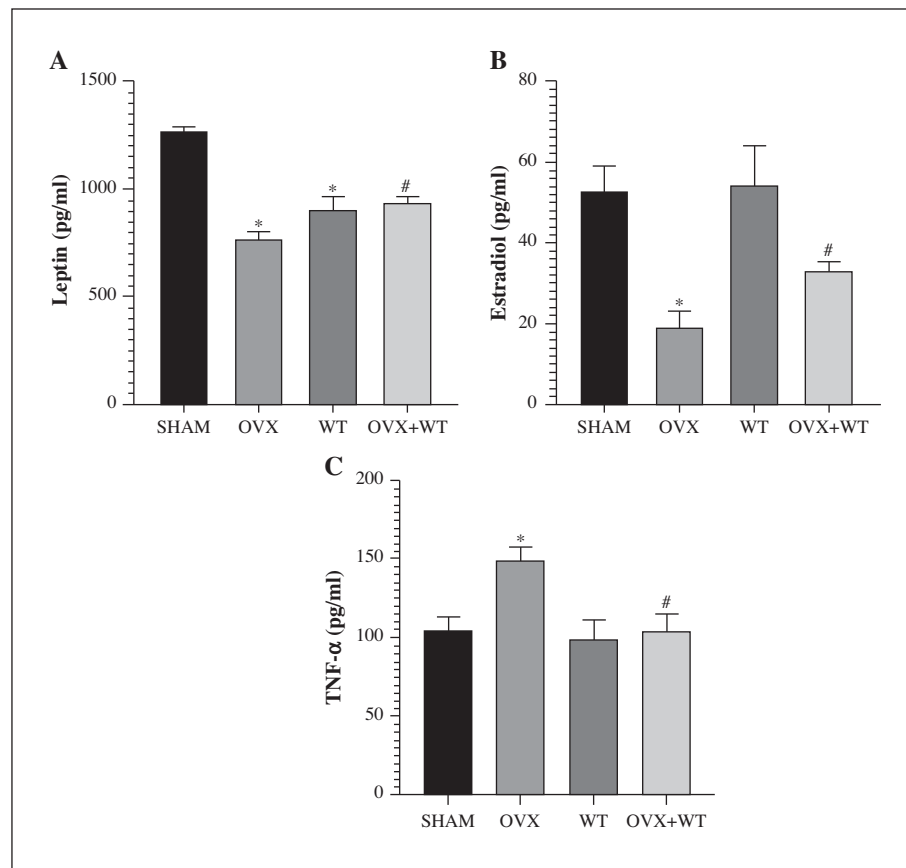 A
Leptin (pg/ml)
1500
1000
500
0
*
*
#
SHAM OVX WT OVX+WT
B
Estradiol (pg/ml)
80
60
40
20
0
*
#
SHAM OVX WT OVX+WT
C
TNF-α (pg/ml)
200
150
100
50
0
*
#
SHAM OVX WT OVX+WT